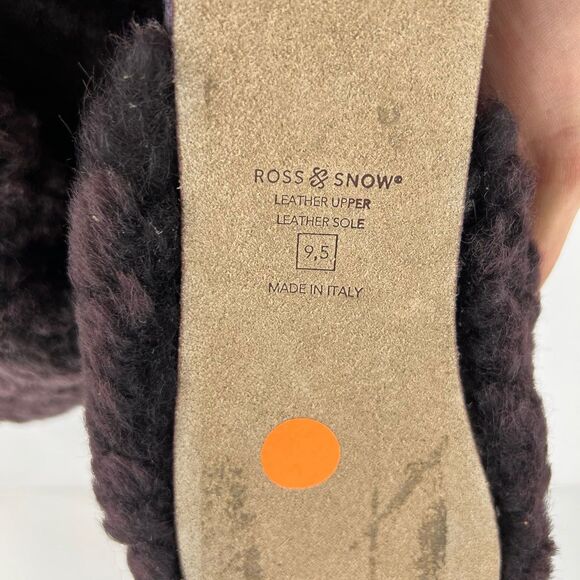 ROSS & SNOW®
LEATHER UPPER
LEATHER SOLE
9,5
MADE IN ITALY